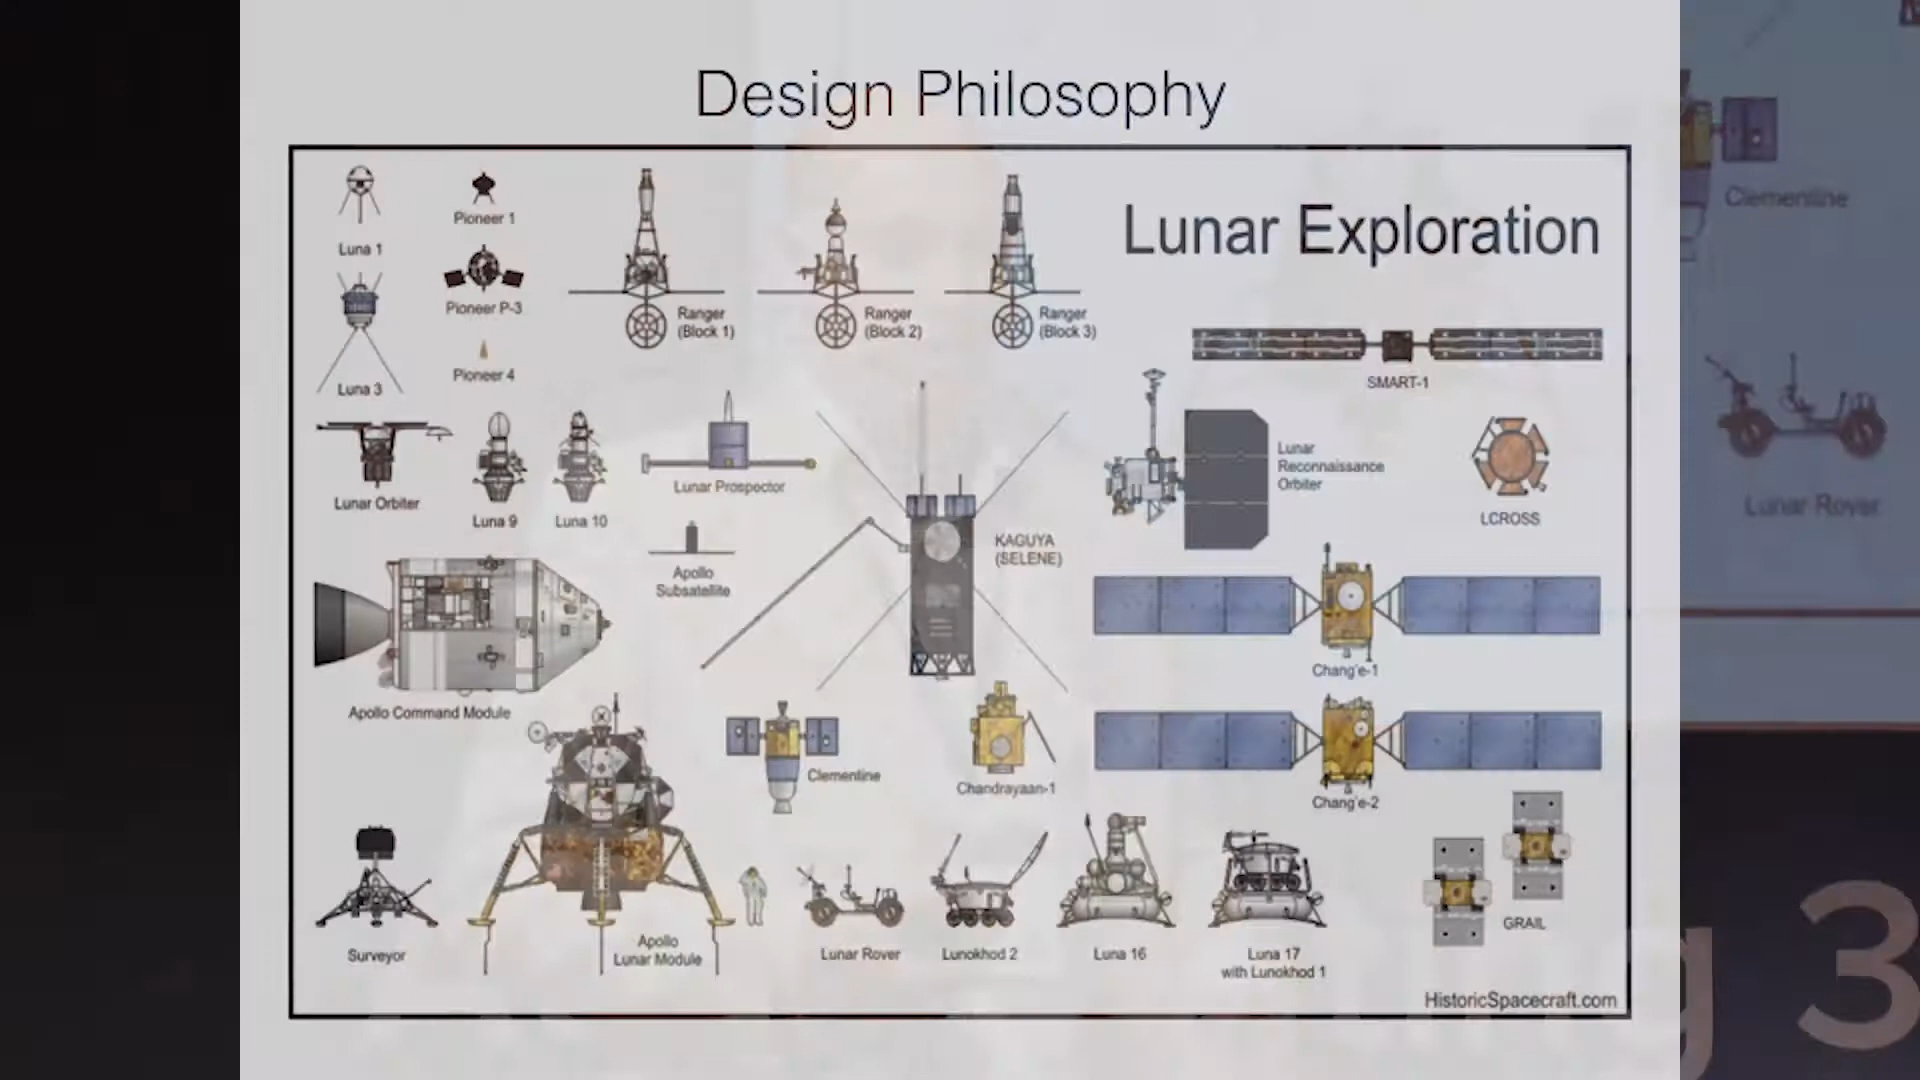 Design Philosophy
Lunar Exploration
Luna 1
Pioneer 1
Pioneer P-3
Ranger
(Block 1)
Ranger
(Block 2)
Ranger
(Block 3)
Luna 3
Pioneer 4
SMART-1
Lunar Orbiter
Luna 9
Luna 10
Lunar Prospector
Lunar
Reconnaissance
Orbiter
LCROSS
KAGUYA
(SELENE)
Apollo
Subsatellite
Chang'e-1
Apollo Command Module
Clementine
Chandrayaan-1
Chang'e-2
Surveyor
Apollo
Lunar Module
Lunar Rover
Lunokhod 2
Luna 16
Luna 17
with Lunokhod 1
GRAIL
HistoricSpacecraft.com
Clementine
Lunar Rover
g 3